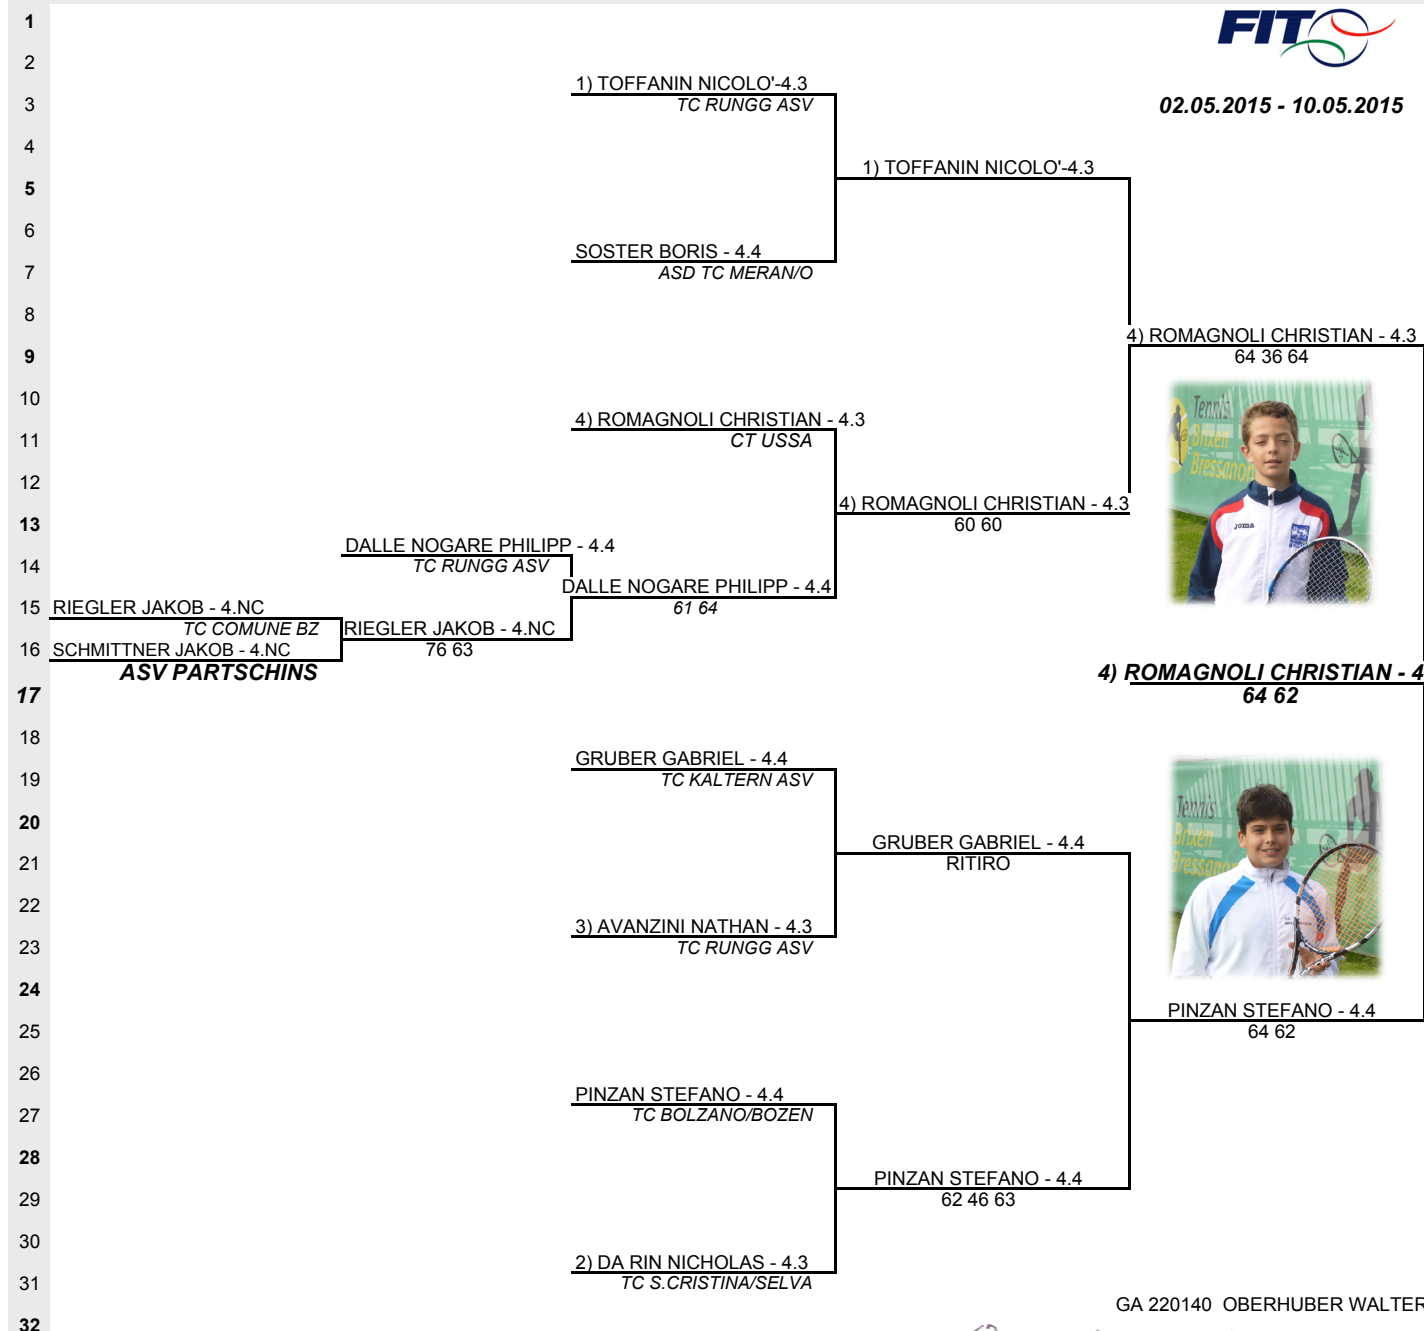 1
FIT
2
1) TOFFANIN NICOLO'-4.3
3
TC RUNGG ASV
02.05.2015 - 10.05.2015
4
1) TOFFANIN NICOLO'-4.3
5
6
SOSTER BORIS - 4.4
7
ASD TC MERAN/O
8
4) ROMAGNOLI CHRISTIAN - 4.3
9
64 36 64
10
Tennis
Brixen
Bressanon
4) ROMAGNOLI CHRISTIAN - 4.3
11
CT USSA
12
4) ROMAGNOLI CHRISTIAN - 4.3
13
60 60
joma
DALLE NOGARE PHILIPP - 4.4
14
TC RUNGG ASV
DALLE NOGARE PHILIPP - 4.4
15
RIEGLER JAKOB - 4.NC
61 64
TC COMUNE BZ
RIEGLER JAKOB - 4.NC
16
SCHMITTNER JAKOB - 4.NC
76 63
ASV PARTSCHINS
4) ROMAGNOLI CHRISTIAN - 4
17
64 62
18
GRUBER GABRIEL - 4.4
19
TC KALTERN ASV
Tennis
Brixen
Bressanon
20
GRUBER GABRIEL - 4.4
21
RITIRO
22
3) AVANZINI NATHAN - 4.3
23
TC RUNGG ASV
24
PINZAN STEFANO - 4.4
25
64 62
26
PINZAN STEFANO - 4.4
27
TC BOLZANO/BOZEN
28
PINZAN STEFANO - 4.4
29
62 46 63
30
2) DA RIN NICHOLAS - 4.3
31
TC S.CRISTINA/SELVA
GA 220140 OBERHUBER WALTER
32